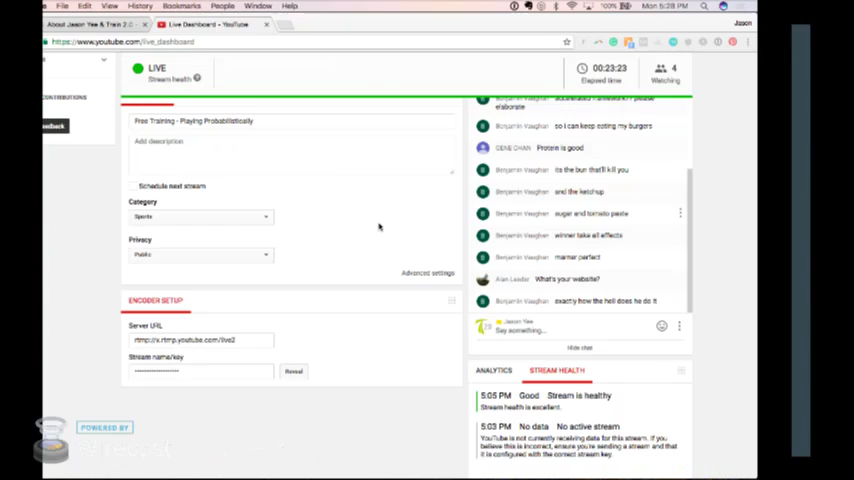 File Edit View History Bookmarks People Window Help 100% Mon 5:28 PM
About Jason Yee & Train 2.0 - Live Dashboard - YouTube Jason
https://www.youtube.com/live_dashboard
LIVE
Stream health
00:23:23
Elapsed time
4
Watching
CONTRIBUTIONS
Free Training - Playing Probabilistically
Add description
Schedule next stream
Category
Sports
Privacy
Public
Advanced settings
ENCODER SETUP
Server URL
rtmp://x.rtmp.youtube.com/live2
Stream name/key
Reveal
Benjamin Vaughan please
elaborate
Benjamin Vaughan so i can keep eating my burgers
GENE CHAN Protein is good
Benjamin Vaughan its the bun that'll kill you
Benjamin Vaughan and the ketchup
Benjamin Vaughan sugar and tomato paste
Benjamin Vaughan winner take all effects
Benjamin Vaughan mamer perfect
Alan Lawler What's your website?
Benjamin Vaughan exactly how the hell does he do it
Jason Yee
Say something...
Hide chat
ANALYTICS STREAM HEALTH
5:05 PM Good Stream is healthy
Stream health is excellent.
5:03 PM No data No active stream
YouTube is not currently receiving data for this stream. If you
believe this is incorrect, ensure you're sending a stream and that
it is configured with the correct stream key.
POWERED BY